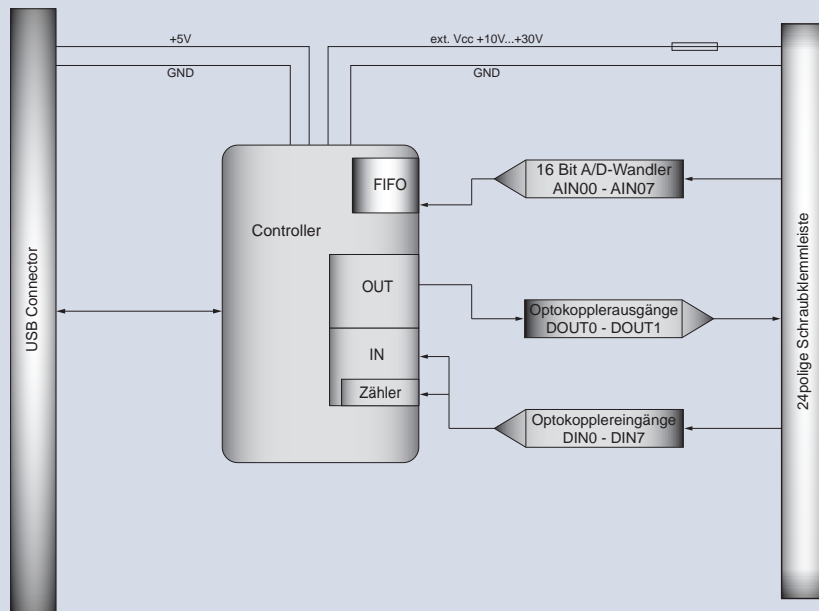 +5V
ext. Vcc +10V...+30V
GND
GND
16 Bit A/D-Wandler
AIN00 - AIN07
FIFO
Controller
USB Connector
24polige Schraubklemmleiste
OUT
Optokopplerausgänge
DOUT0 - DOUT1
IN
Zähler
Optokopplereingänge
DIN0 - DIN7